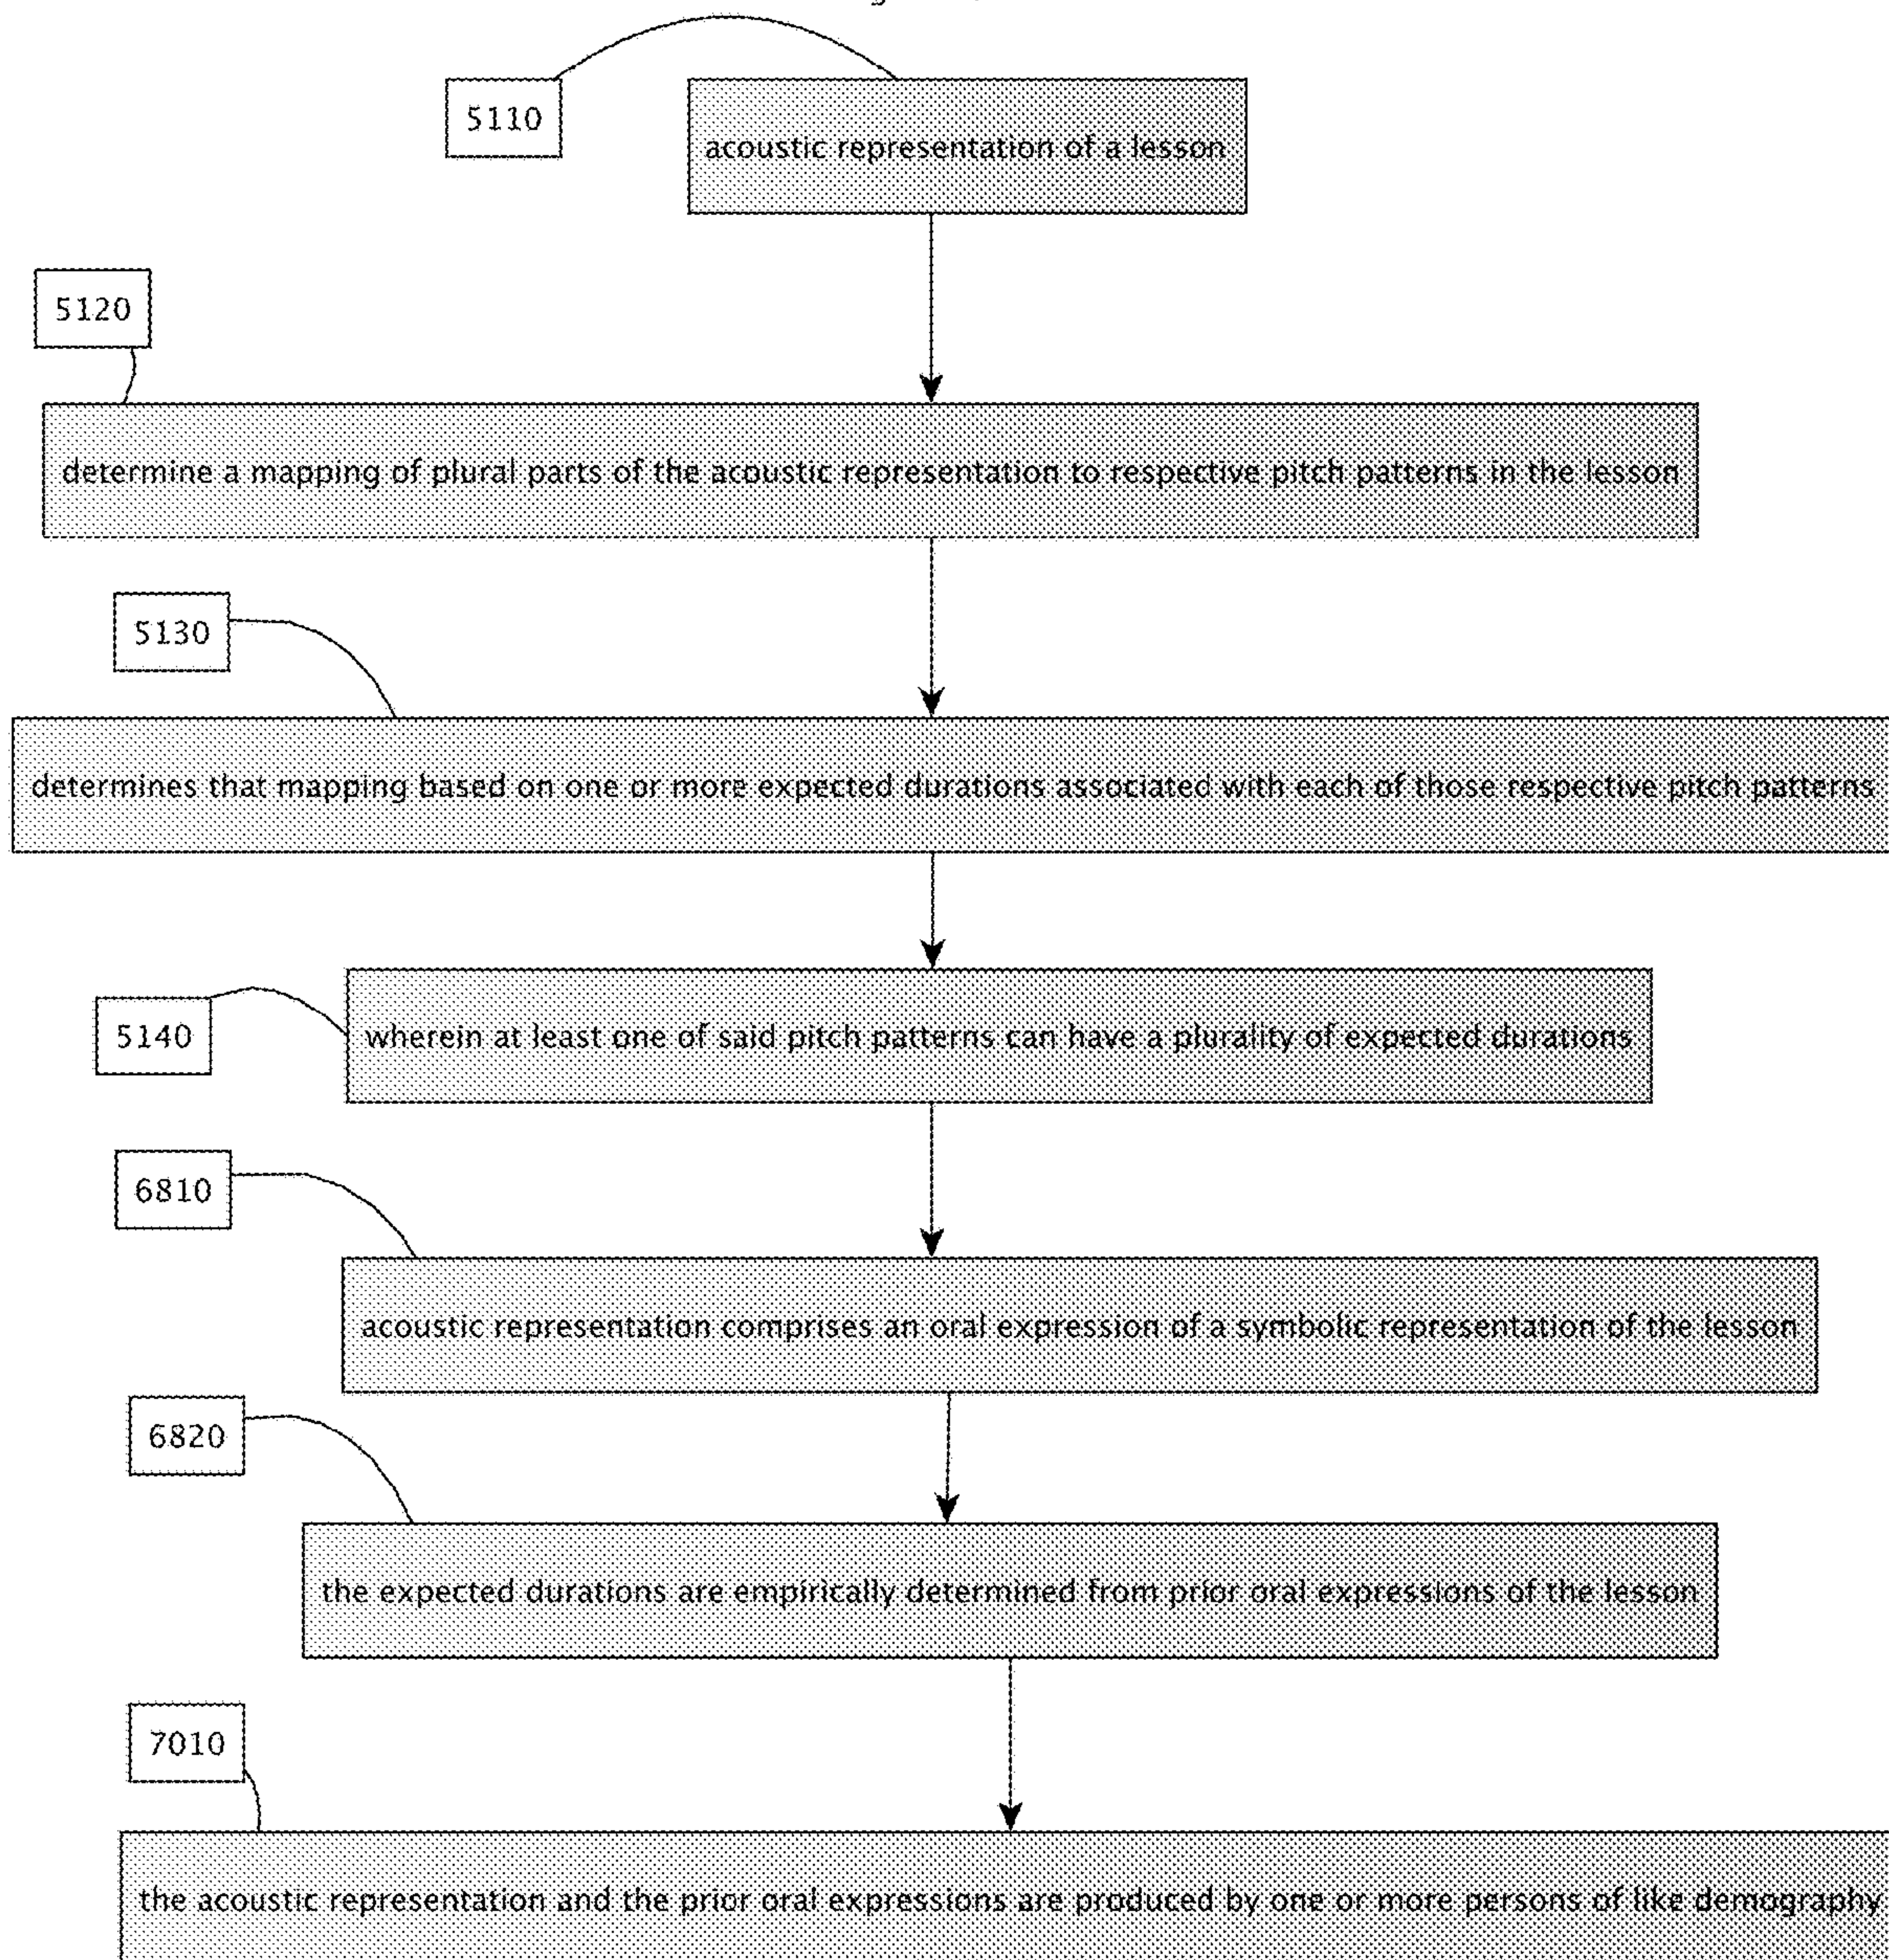 5110
acoustic representation of a lesson
5120
determine a mapping of plural parts of the acoustic representation to respective pitch patterns in the lesson
5130
determines that mapping based on one or more expected durations associated with each of those respective pitch patterns
5140
wherein at least one of said pitch patterns can have a plurality of expected durations
6810
acoustic representation comprises an oral expression of a symbolic representation of the lesson
6820
the expected durations are empirically determined from prior oral expressions of the lesson
7010
the acoustic representation and the prior oral expressions are produced by one or more persons of like demography